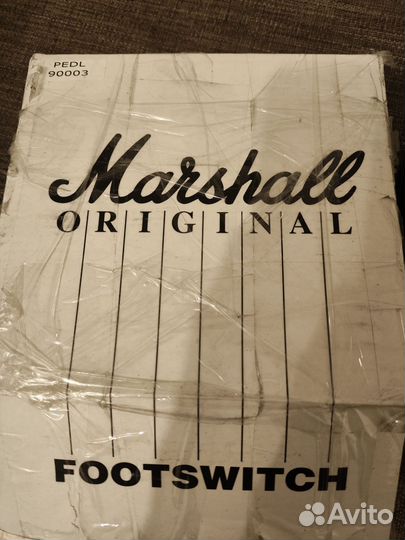 PEDL
90003
Marshall
ORIGINAL
FOOTSWITCH
Avito